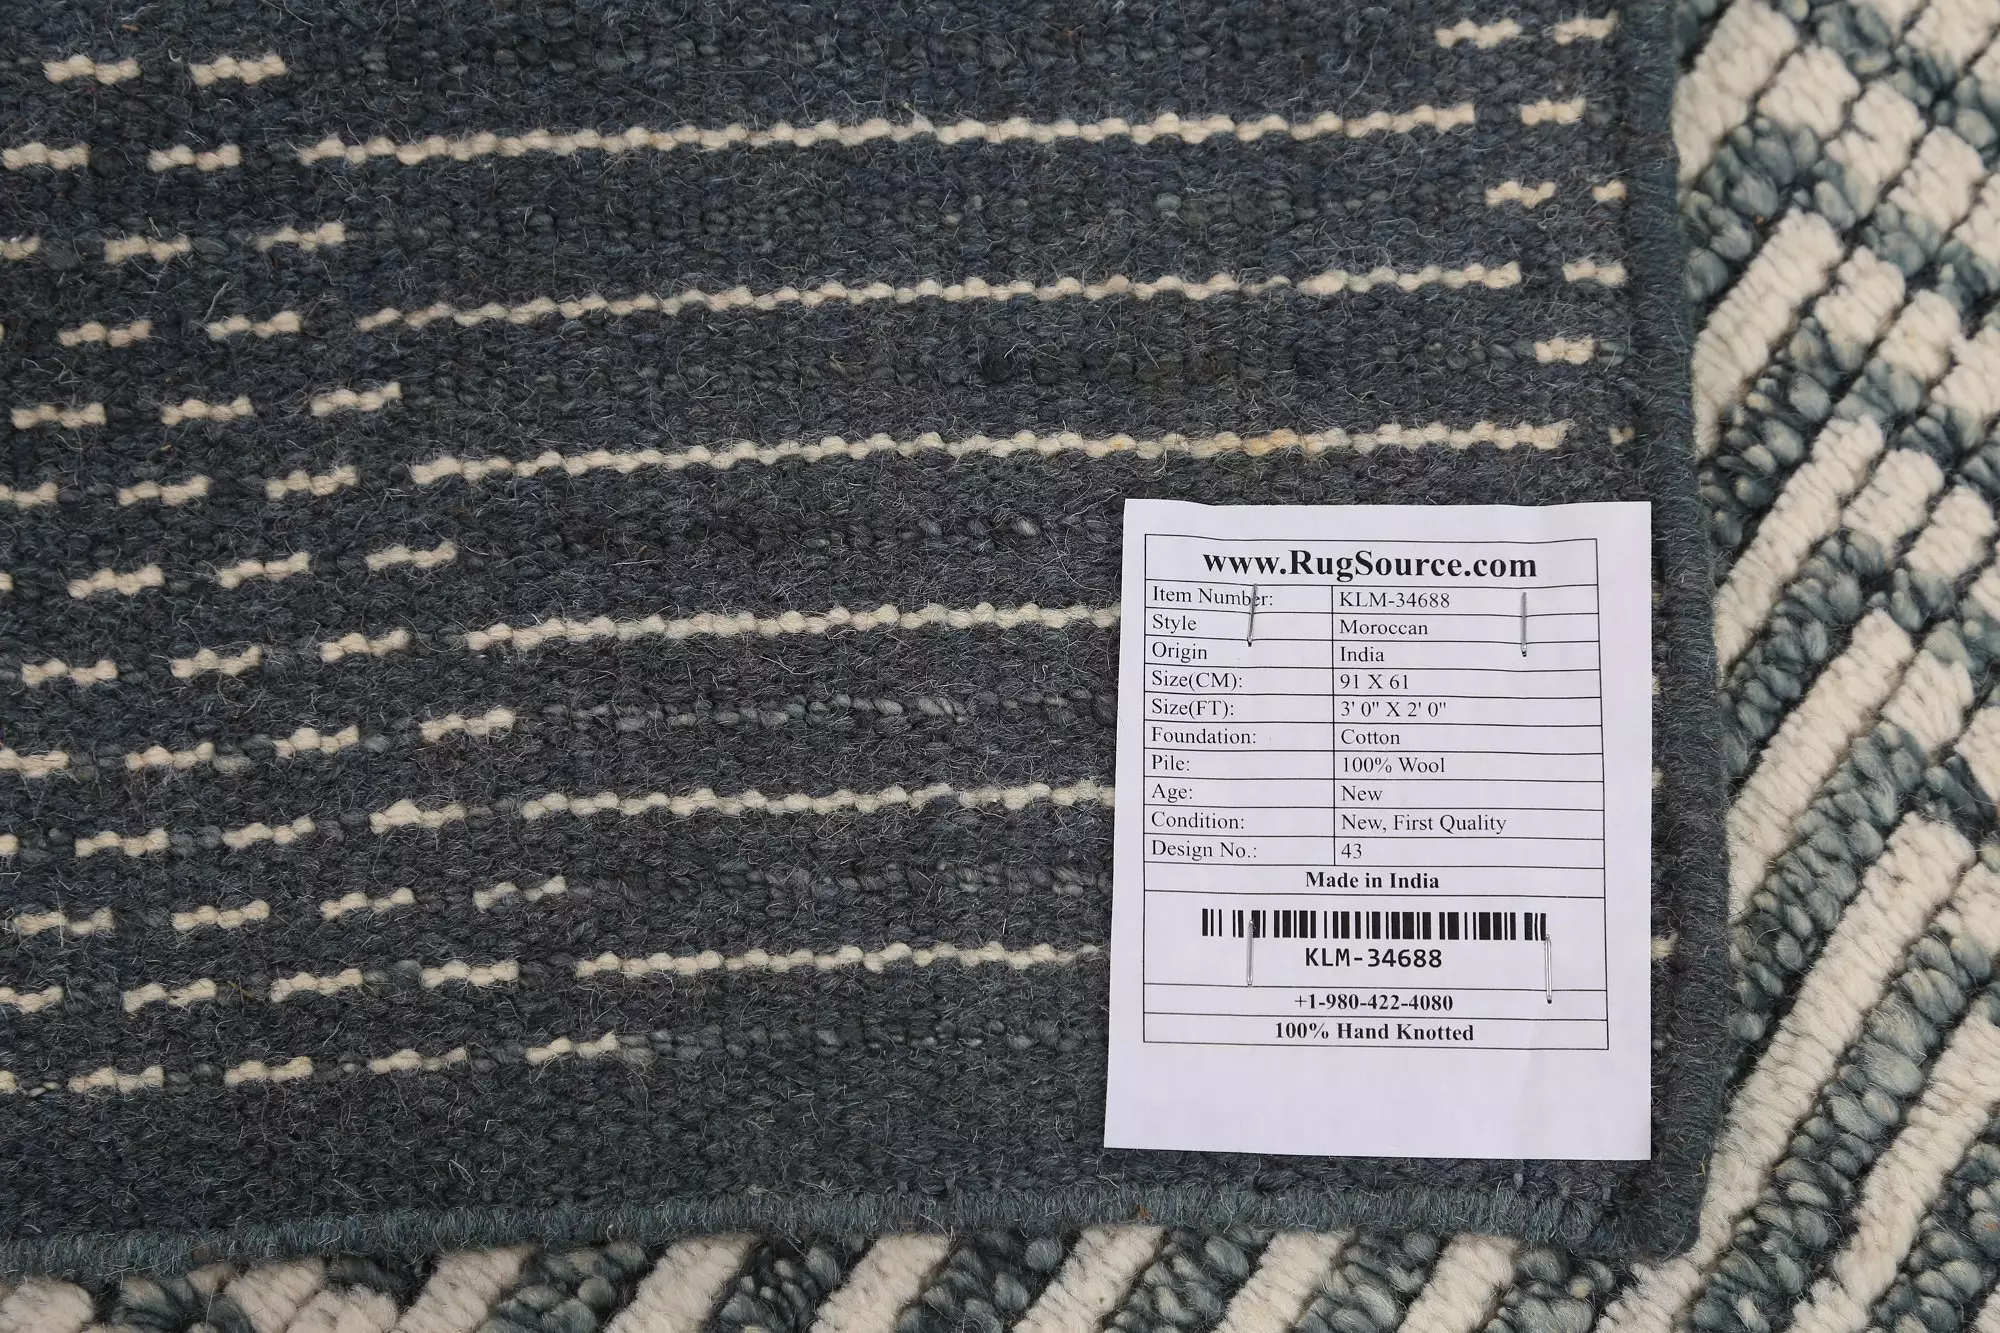 www.RugSource.com
Item Number: KLM-34688
Style Moroccan
Origin India
Size(CM): 91 X 61
Size(FT): 3' 0" X 2' 0"
Foundation: Cotton
Pile: 100% Wool
Age: New
Condition: New, First Quality
Design No.: 43
Made in India
KLM-34688
+1-980-422-4080
100% Hand Knotted